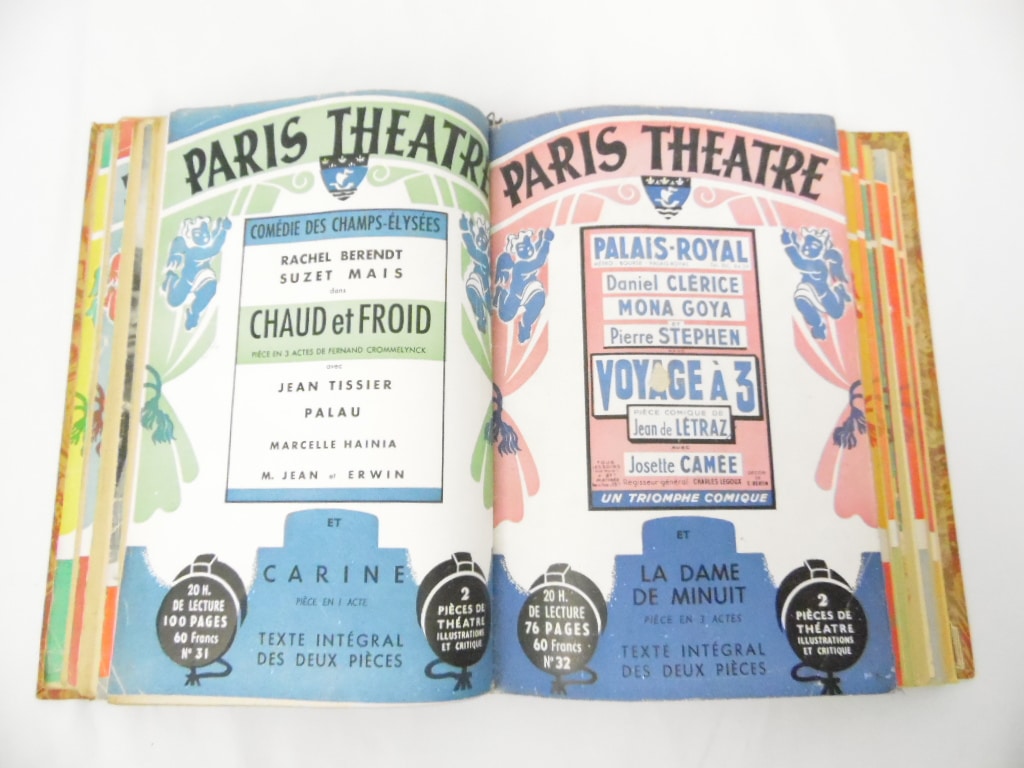 PARIS THEATRE
COMÉDIE DES CHAMPS-ÉLYSÉES
RACHEL BERENDT
SUZET MAIS
dans
CHAUD et FROID
PIÈCE EN 3 ACTES DE FERNAND CROMMELYNCK
avec
JEAN TISSIER
PALAU
MARCELLE HAINIA
M. JEAN et ERWIN
ET
CARINE
PIÈCE EN 1 ACTE
TEXTE INTÉGRAL
DES DEUX PIÈCES
20 H.
DE LECTURE
100 PAGES
60 Francs
N° 31
2
PIÈCES DE
THÉATRE
ILLUSTRATIONS
ET CRITIQUE
PARIS THEATRE
PALAIS-ROYAL
Daniel CLÉRICE
MONA GOYA
ET
Pierre STEPHEN
VOYAGE À 3
PIÈCE COMIQUE DE
Jean de LÉTRAZ
AVEC
Josette CAMÉE
Régisseur général CHARLES LEGOUX
UN TRIOMPHE COMIQUE
ET
LA DAME
DE MINUIT
PIÈCE EN 3 ACTES
TEXTE INTÉGRAL
DES DEUX PIÈCES
20 H.
DE LECTURE
76 PAGES
60 Francs
N° 32
2
PIÈCES DE
THÉATRE
ILLUSTRATIONS
ET CRITIQUE